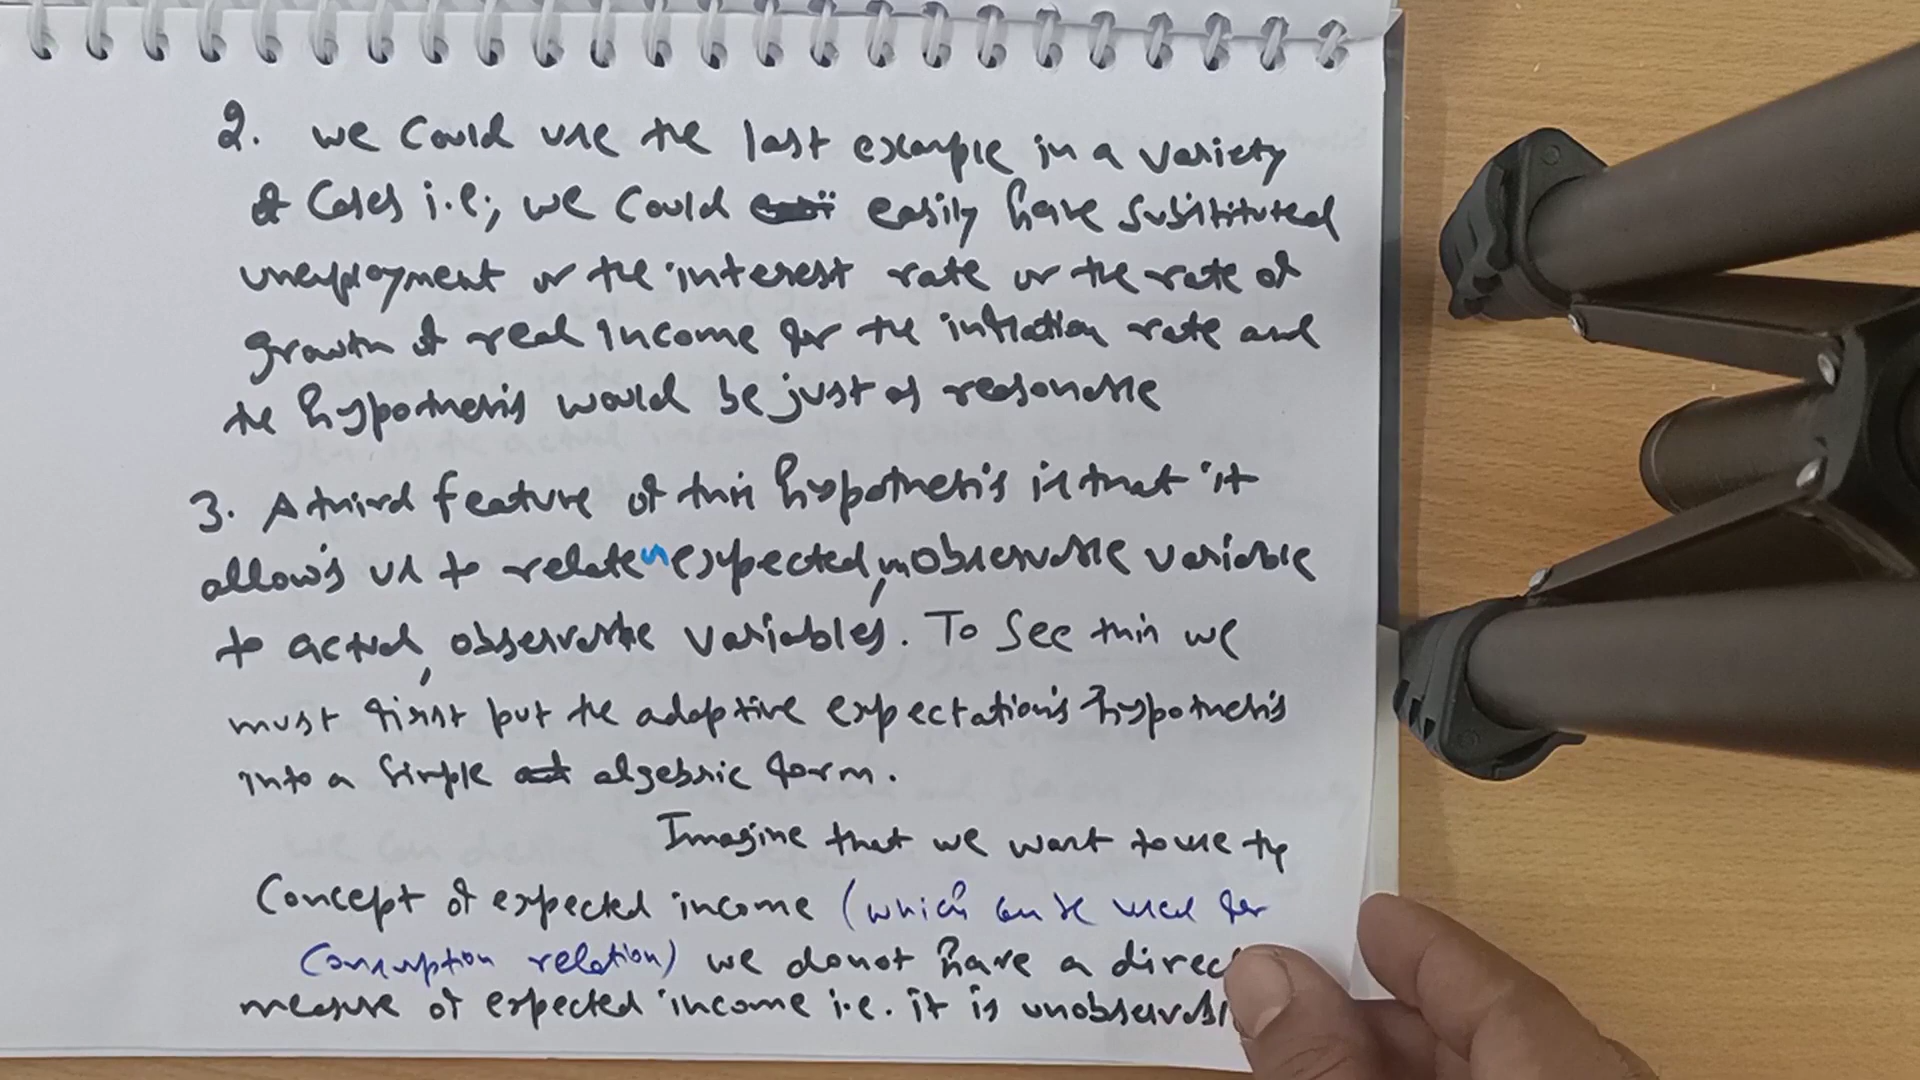 2. we could use the last example in a variety
of cases i.e; we could easily have substituted
unemployment or the interest rate or the rate of
growth of real income for the inflation rate and
the hypothesis would be just as reasonable
3. A third feature of this hypothesis is that it
allows us to relate expected, unobservable variable
to actual, observable variables. To see this we
must first put the adaptive expectations hypothesis
into a simple algebric form.
Imagine that we want to use the
concept of expected income (which can be used for
consumption relation) we donot have a direct
measure of expected income i.e. it is unobservable